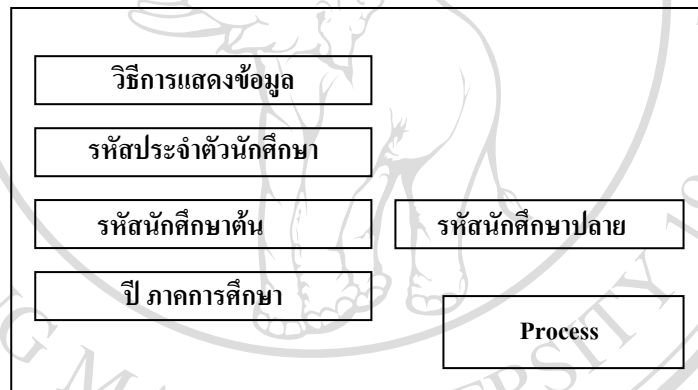 วิธีการแสดงข้อมูล
รหัสประจำตัวนักศึกษา
รหัสนักศึกษาต้น รหัสนักศึกษาปลาย
ปี ภาคการศึกษา
Process